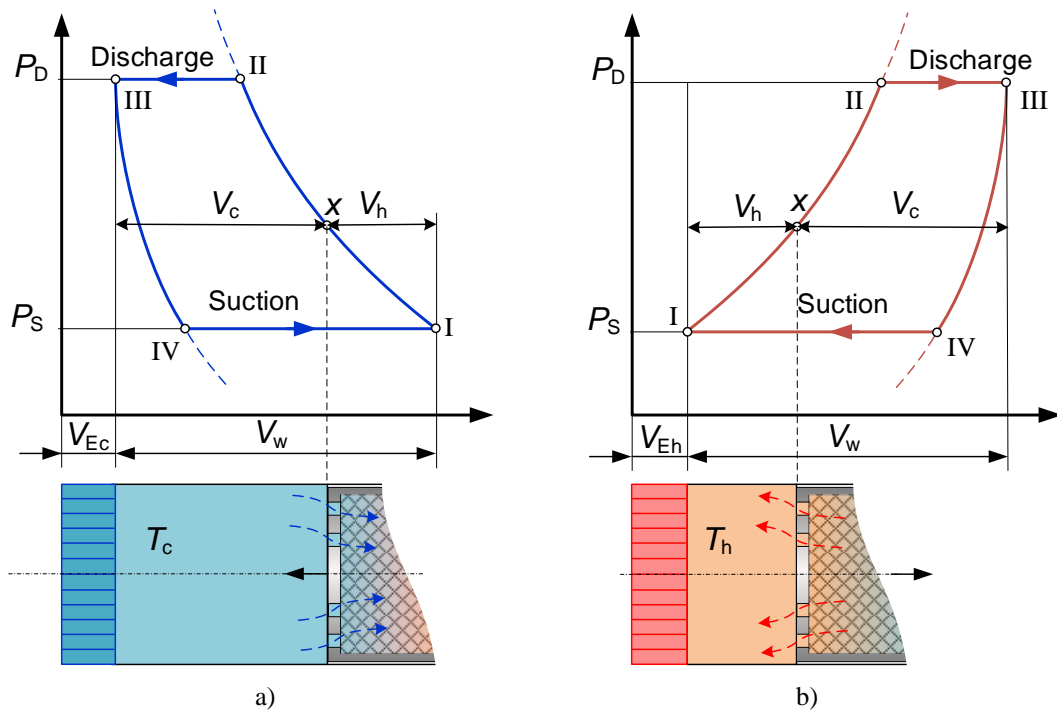 Discharge
II
P_D
III
V_c
x
V_h
Suction
P_S
I
IV
V_Ec
V_w
T_c
a)
Discharge
P_D
II
III
V_h
x
V_c
Suction
I
P_S
IV
V_Eh
V_w
T_h
b)